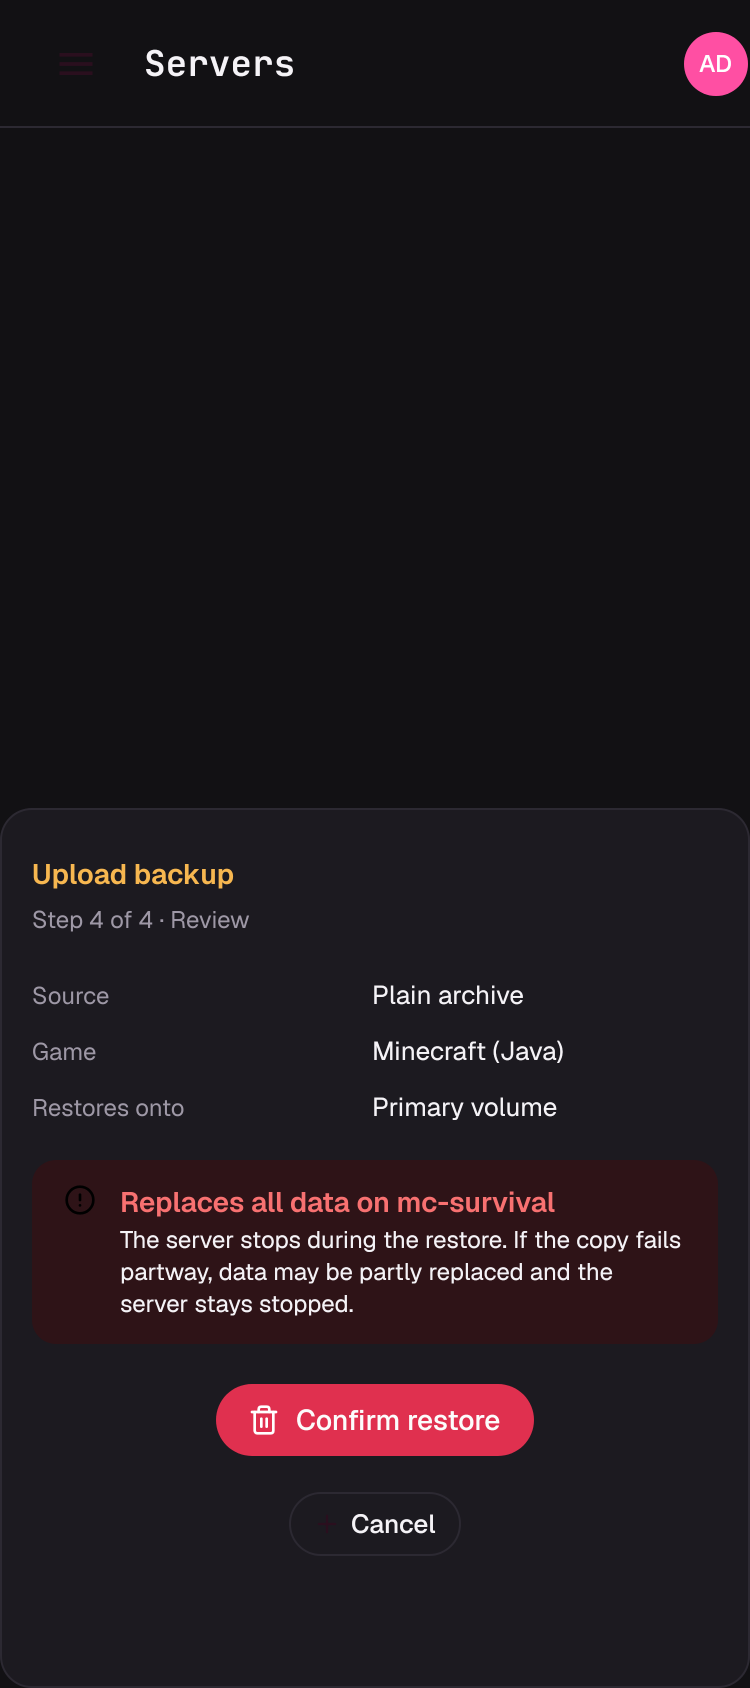 Servers
AD
Upload backup
Step 4 of 4 · Review
Source
Plain archive
Game
Minecraft (Java)
Restores onto
Primary volume
Replaces all data on mc-survival
The server stops during the restore. If the copy fails
partway, data may be partly replaced and the
server stays stopped.
Confirm restore
Cancel